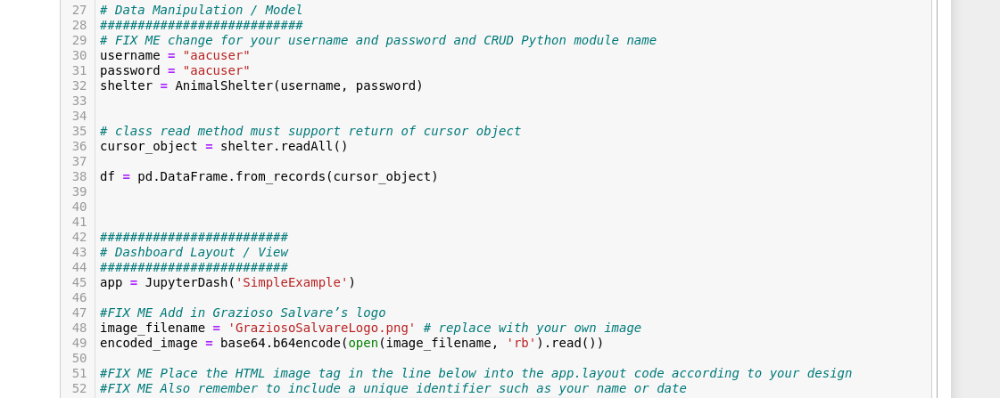 27 # Data Manipulation / Model
28 ###########################
29 # FIX ME change for your username and password and CRUD Python module name
30 username = "aacuser"
31 password = "aacuser"
32 shelter = AnimalShelter(username, password)
33
34
35 # class read method must support return of cursor object
36 cursor_object = shelter.readAll()
37
38 df = pd.DataFrame.from_records(cursor_object)
39
40
41
42 #########################
43 # Dashboard Layout / View
44 #########################
45 app = JupyterDash('SimpleExample')
46
47 #FIX ME Add in Grazioso Salvare’s logo
48 image_filename = 'GraziosoSalvareLogo.png' # replace with your own image
49 encoded_image = base64.b64encode(open(image_filename, 'rb').read())
50
51 #FIX ME Place the HTML image tag in the line below into the app.layout code according to your design
52 #FIX ME Also remember to include a unique identifier such as your name or date